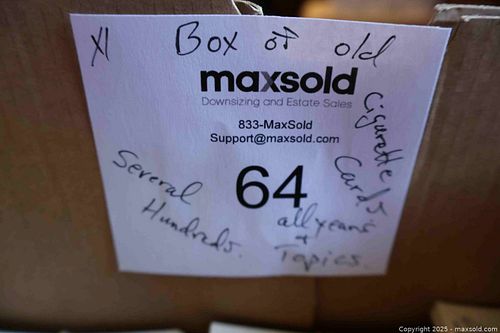 X1 Box of old
maxsold
Downsizing and Estate Sales
833-MaxSold
Support@maxsold.com
Cigarette
Cards
Several
Hundreds.
64
all years
+
Topics.
Copyright 2025 - maxsold.com